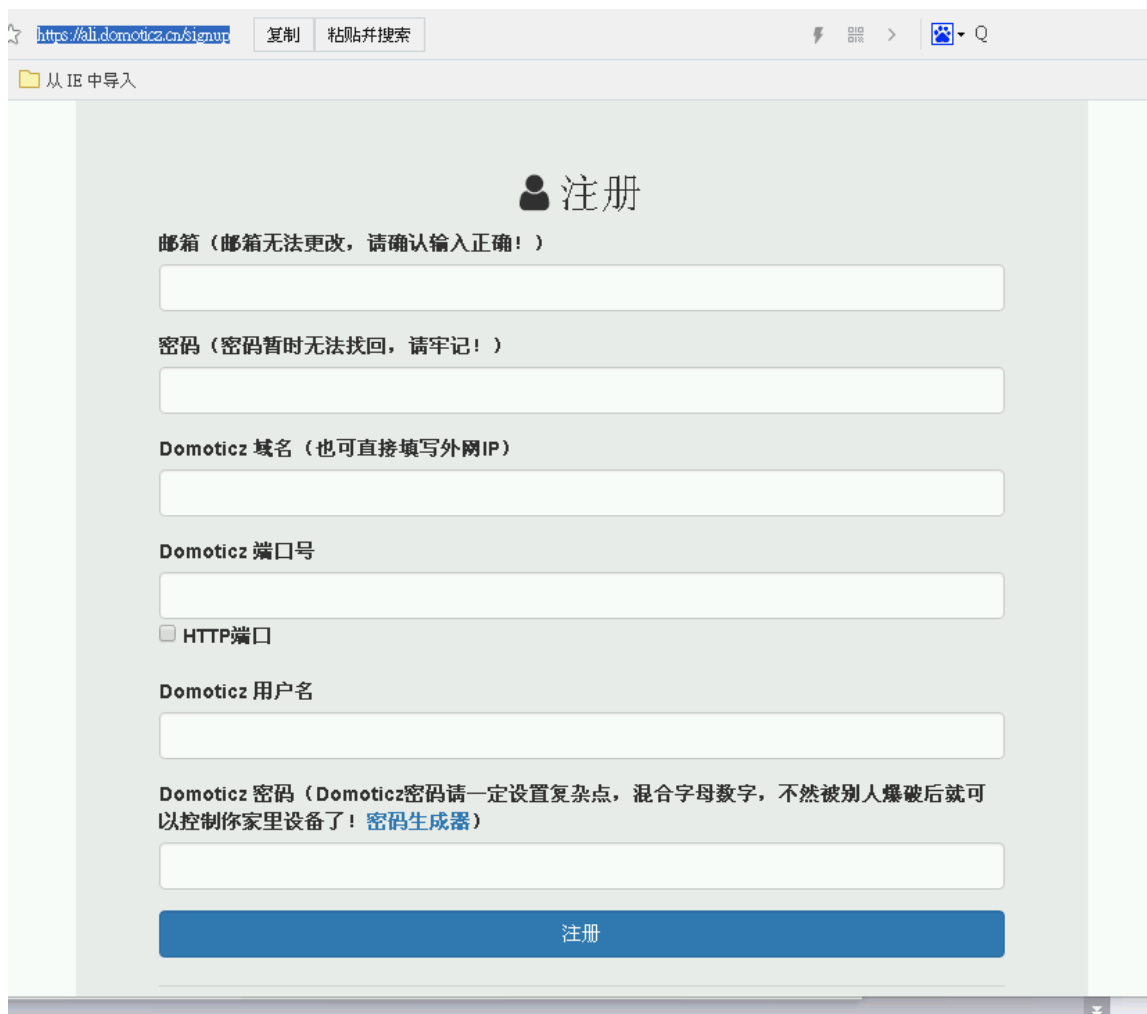 https://ali.domoticz.cn/signup 复制 粘贴并搜索
从 IE 中导入
注册
邮箱（邮箱无法更改，请确认输入正确！）
密码（密码暂时无法找回，请牢记！）
Domoticz 域名（也可直接填写外网IP）
Domoticz 端口号
HTTP端口
Domoticz 用户名
Domoticz 密码（Domoticz密码请一定设置复杂点，混合字母数字，不然被别人爆破后就可
以控制你家里设备了！密码生成器）
注册